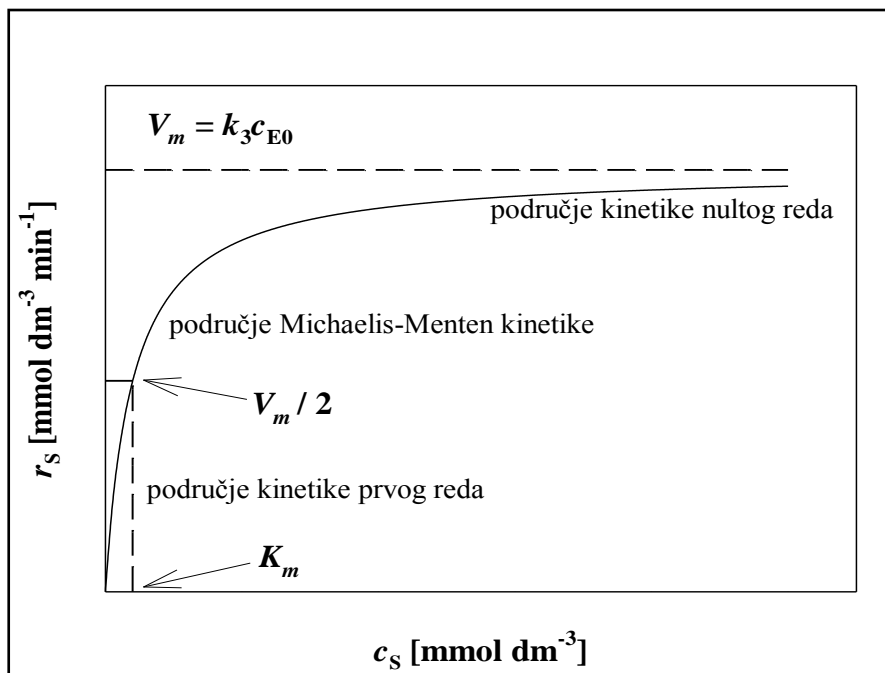 V_m = k_3c_E0
područje kinetike nultog reda
područje Michaelis-Menten kinetike
V_m / 2
područje kinetike prvog reda
K_m
r_S [mmol dm^-3 min^-1]
c_S [mmol dm^-3]